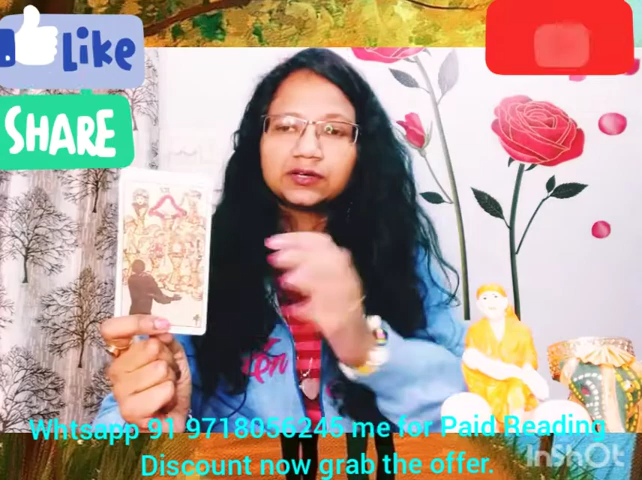 Like
SHARE
Whtsapp 91 9718056245 me for Paid Reading
Discount now grab the offer.
InShOt